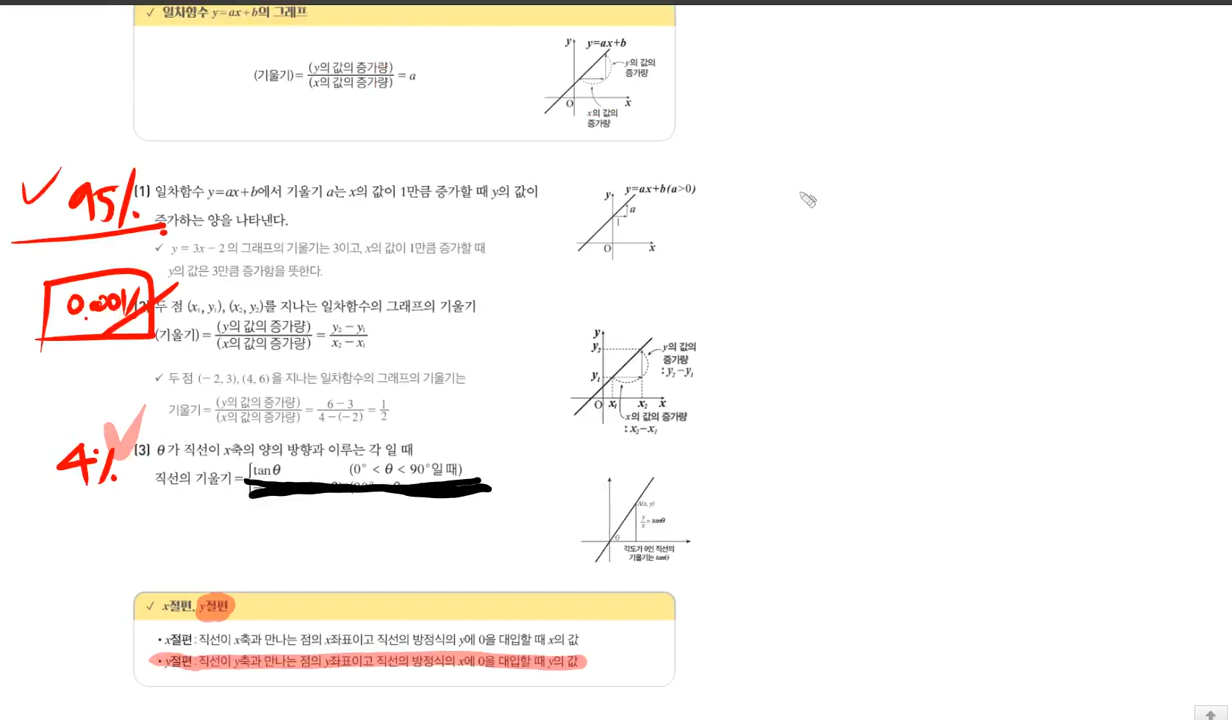 ✓ 일차함수 y=ax+b의 그래프
(기울기)= (y의 값의 증가량) / (x의 값의 증가량) = a
y
y=ax+b
y의 값의
증가량
O
x
x의 값의
증가량
✓ 95%
(1) 일차함수 y=ax+b에서 기울기 a는 x의 값이 1만큼 증가할 때 y의 값이
증가하는 양을 나타낸다.
✓ y = 3x-2의 그래프의 기울기는 3이고, x의 값이 1만큼 증가할 때
y의 값은 3만큼 증가함을 뜻한다.
y
y=ax+b(a>0)
a
1
O
x
0.001%
(2) 두 점 (x₁, y₁), (x₂, y₂)를 지나는 일차함수의 그래프의 기울기
(기울기) = (y의 값의 증가량) / (x의 값의 증가량) = y₂-y₁ / x₂-x₁
✓ 두 점 (-2, 3), (4, 6)을 지나는 일차함수의 그래프의 기울기는
기울기 = (y의 값의 증가량) / (x의 값의 증가량) = 6-3 / 4-(-2) = 1 / 2
y
y₂
y₁
O
x₁
x₂
x
y의 값의
증가량
: y₂-y₁
x의 값의 증가량
: x₂-x₁
4%
(3) θ가 직선이 x축의 양의 방향과 이루는 각 일 때
직선의 기울기= tanθ (0° < θ < 90°일 때)
A(x, y)
y / x = tanθ
θ
각도가 θ인 직선의
기울기는 tanθ
✓ x절편, y절편
• x절편 : 직선이 x축과 만나는 점의 x좌표이고 직선의 방정식의 y에 0을 대입할 때 x의 값
• y절편 : 직선이 y축과 만나는 점의 y좌표이고 직선의 방정식의 x에 0을 대입할 때 y의 값